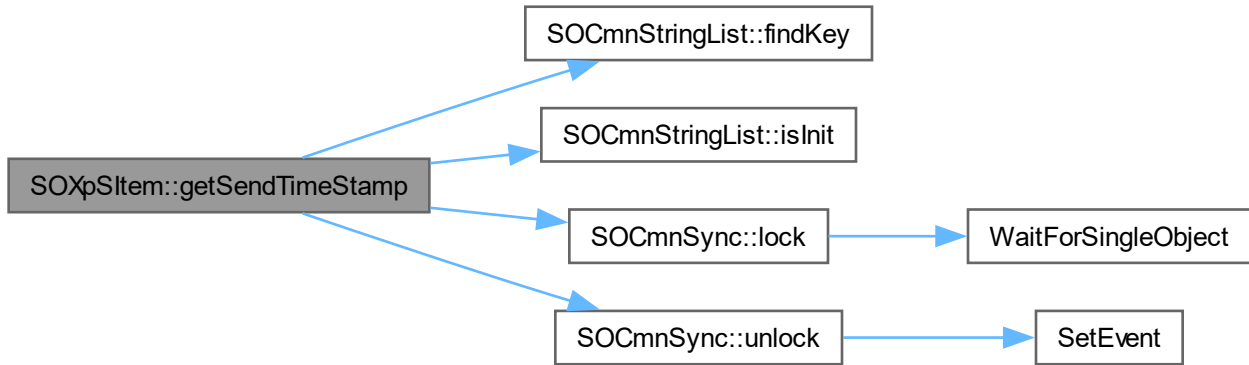 SOCmnStringList::findKey
SOCmnStringList::isInit
SOXpSItem::getSendTimeStamp
SOCmnSync::lock
WaitForSingleObject
SOCmnSync::unlock
SetEvent